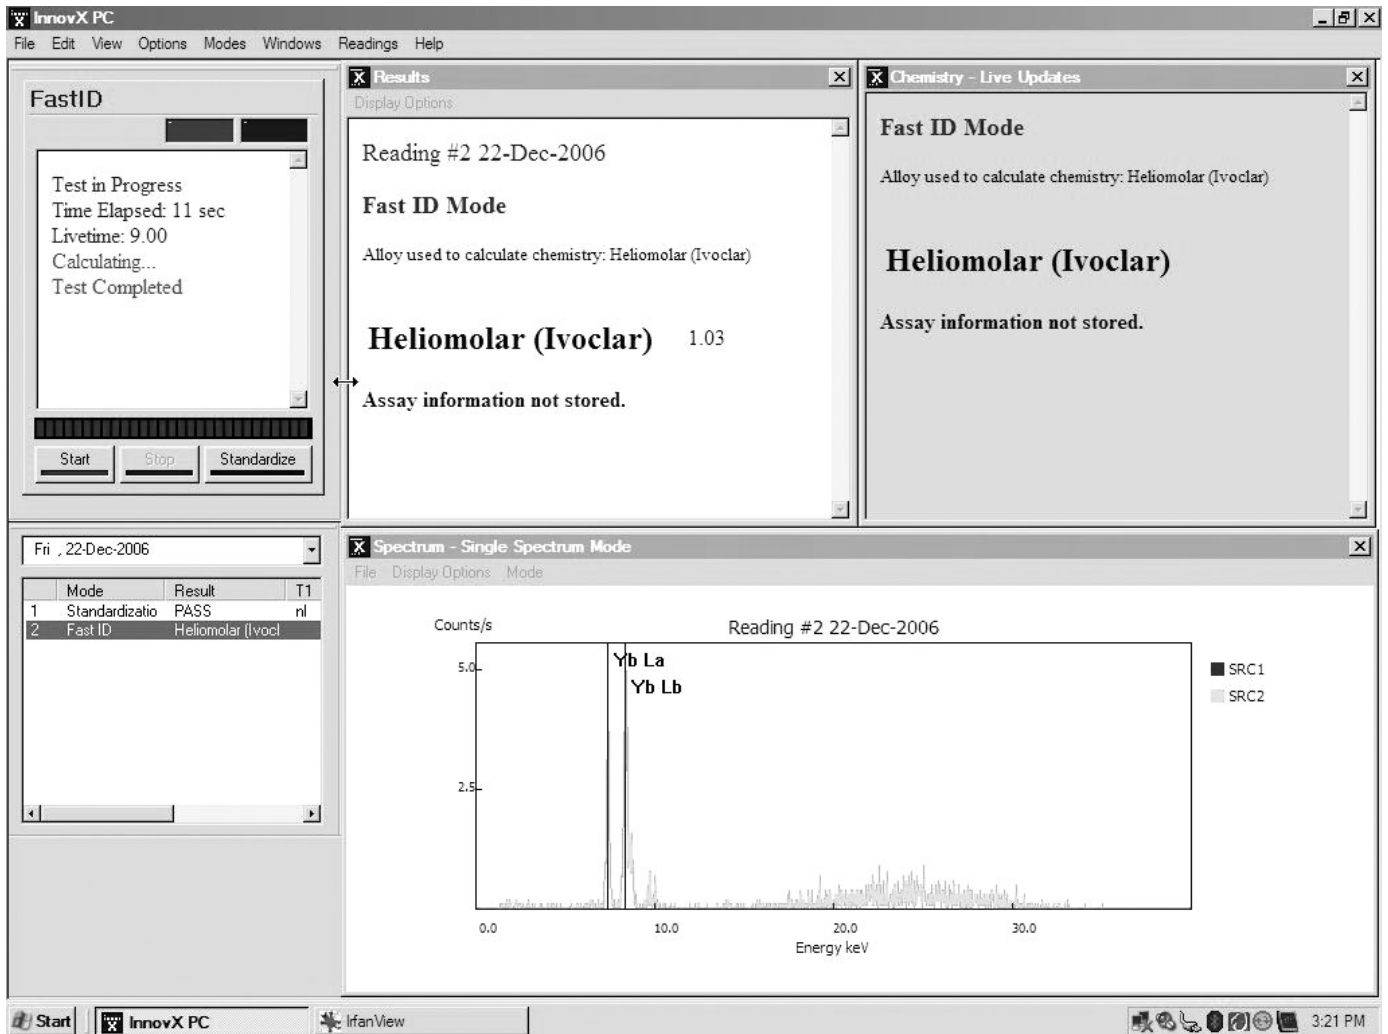 InnovX PC
File Edit View Options Modes Windows Readings Help
FastID
Test in Progress
Time Elapsed: 11 sec
Livetime: 9.00
Calculating...
Test Completed
Start Stop Standardize
Results
Display Options
Reading #2 22-Dec-2006
Fast ID Mode
Alloy used to calculate chemistry: Heliomolar (Ivoclar)
Heliomolar (Ivoclar) 1.03
Assay information not stored.
Chemistry - Live Updates
Fast ID Mode
Alloy used to calculate chemistry: Heliomolar (Ivoclar)
Heliomolar (Ivoclar)
Assay information not stored.
Fri , 22-Dec-2006
Mode Result T1
1 Standardizatio PASS nl
2 Fast ID Heliomolar (Ivocl
Spectrum - Single Spectrum Mode
File Display Options Mode
Counts/s
Reading #2 22-Dec-2006
5.0
2.5
Yb La
Yb Lb
SRC1
SRC2
0.0 10.0 20.0 30.0
Energy keV
Start InnovX PC IrfanView 3:21 PM